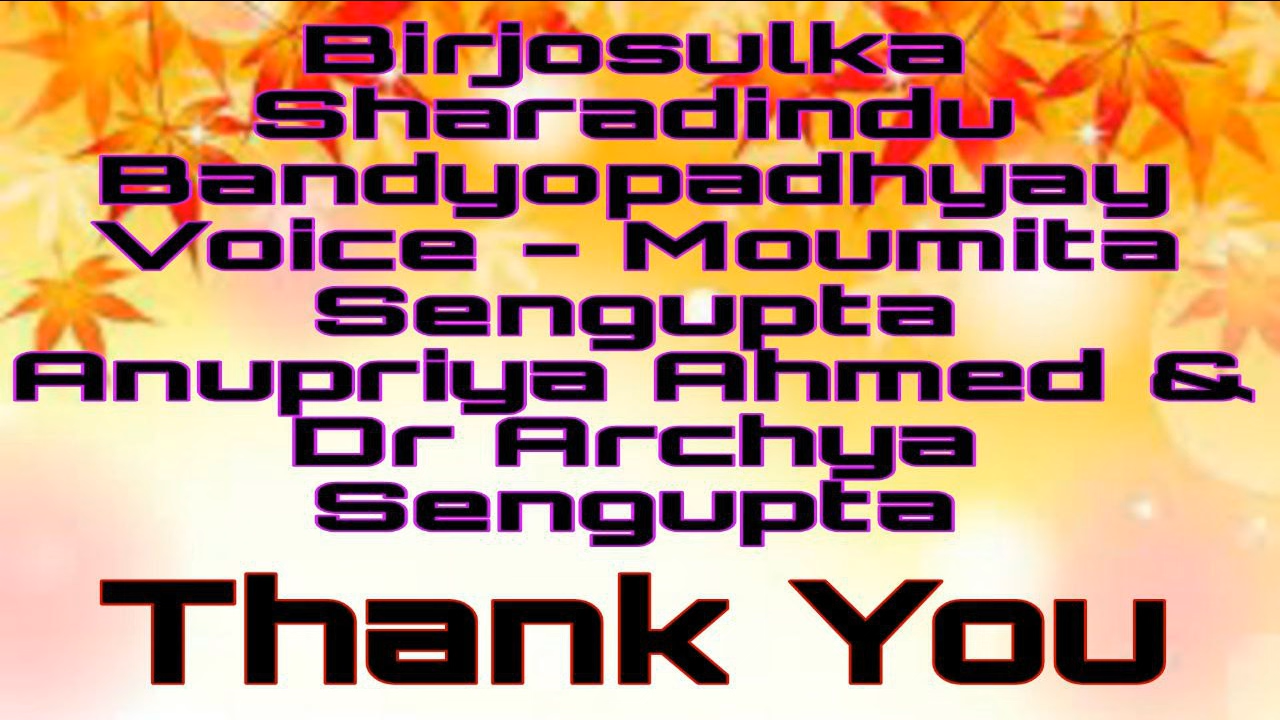 Birjosulka
Sharadindu
Bandyopadhyay
Voice - Moumita
Sengupta
Anupriya Ahmed &
Dr Archya
Sengupta
Thank You